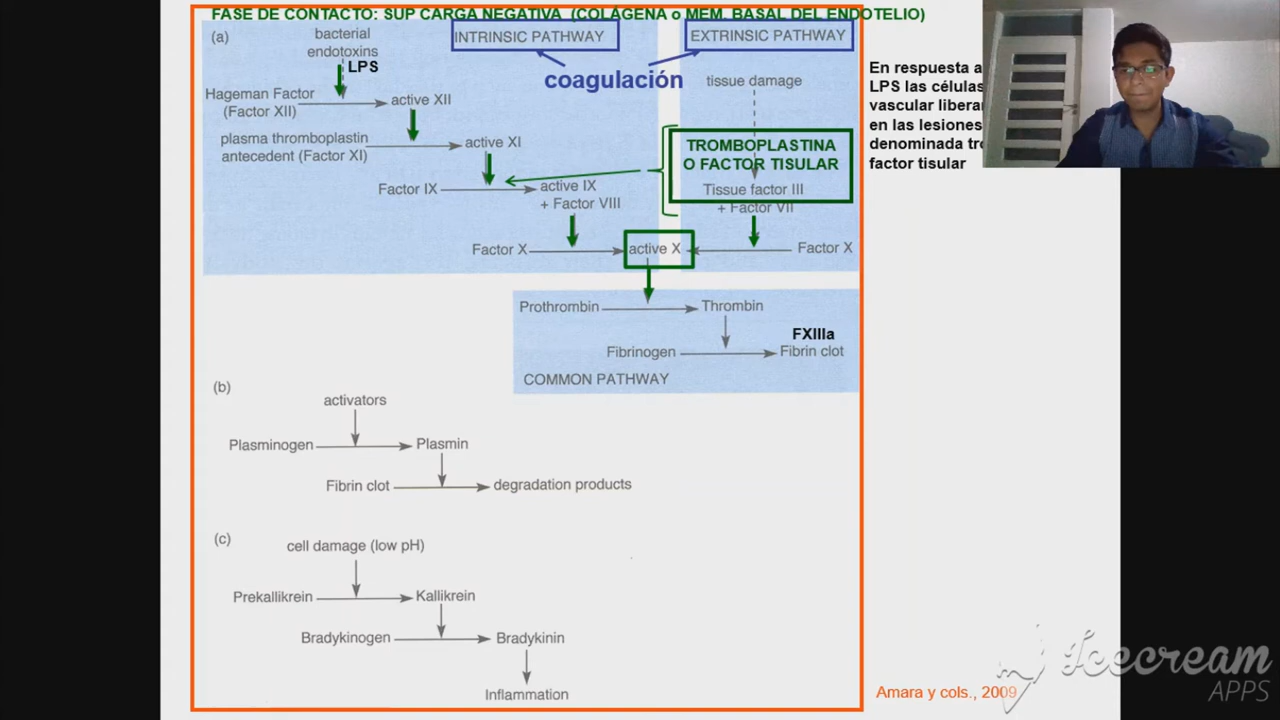 FASE DE CONTACTO: SUP CARGA NEGATIVA (COLÁGENA o MEM. BASAL DEL ENDOTELIO)
(a)
bacterial
endotoxins
LPS
INTRINSIC PATHWAY
EXTRINSIC PATHWAY
coagulación
tissue damage
Hageman Factor
(Factor XII)
active XII
plasma thromboplastin
antecedent (Factor XI)
active XI
TROMBOPLASTINA
O FACTOR TISULAR
Factor IX
active IX
+ Factor VIII
Tissue factor III
+ Factor VII
Factor X
active X
Factor X
Prothrombin
Thrombin
FXIIIa
Fibrinogen
Fibrin clot
COMMON PATHWAY
En respuesta a
LPS las células
vascular liberan
en las lesiones
denominada
factor tisular
(b)
activators
Plasminogen
Plasmin
Fibrin clot
degradation products
(c)
cell damage (low pH)
Prekallikrein
Kallikrein
Bradykinogen
Bradykinin
Inflammation
Amara y cols., 2009
Icecream
APPS